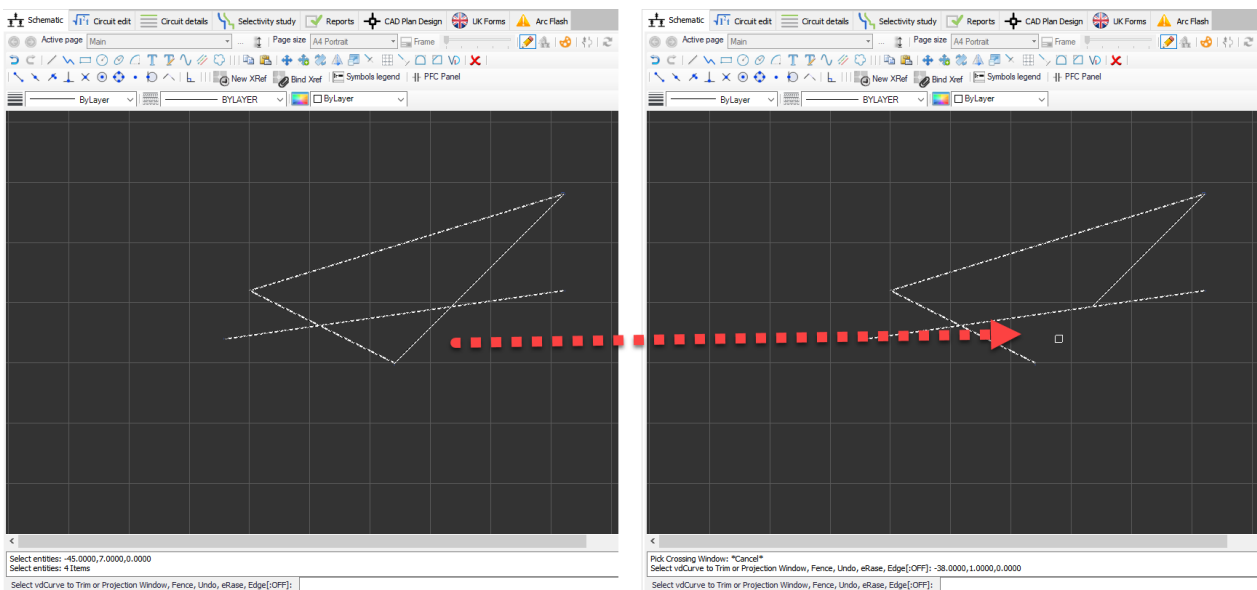 Schematic Circuit edit Circuit details Selectivity study Reports CAD Plan Design UK Forms Arc Flash
Active page Main ... Page size A4 Portrait Frame
New XRef Bind Xref Symbols legend PFC Panel
ByLayer BYLAYER ByLayer
Select entities: -45.0000,7.0000,0.0000
Select entities: 4 Items
Select vdCurve to Trim or Projection Window, Fence, Undo, eRase, Edge[:OFF]:
Schematic Circuit edit Circuit details Selectivity study Reports CAD Plan Design UK Forms Arc Flash
Active page Main ... Page size A4 Portrait Frame
New XRef Bind Xref Symbols legend PFC Panel
ByLayer BYLAYER ByLayer
Pick Crossing Window: *Cancel*
Select vdCurve to Trim or Projection Window, Fence, Undo, eRase, Edge[:OFF]: -38.0000,1.0000,0.0000
Select vdCurve to Trim or Projection Window, Fence, Undo, eRase, Edge[:OFF]: